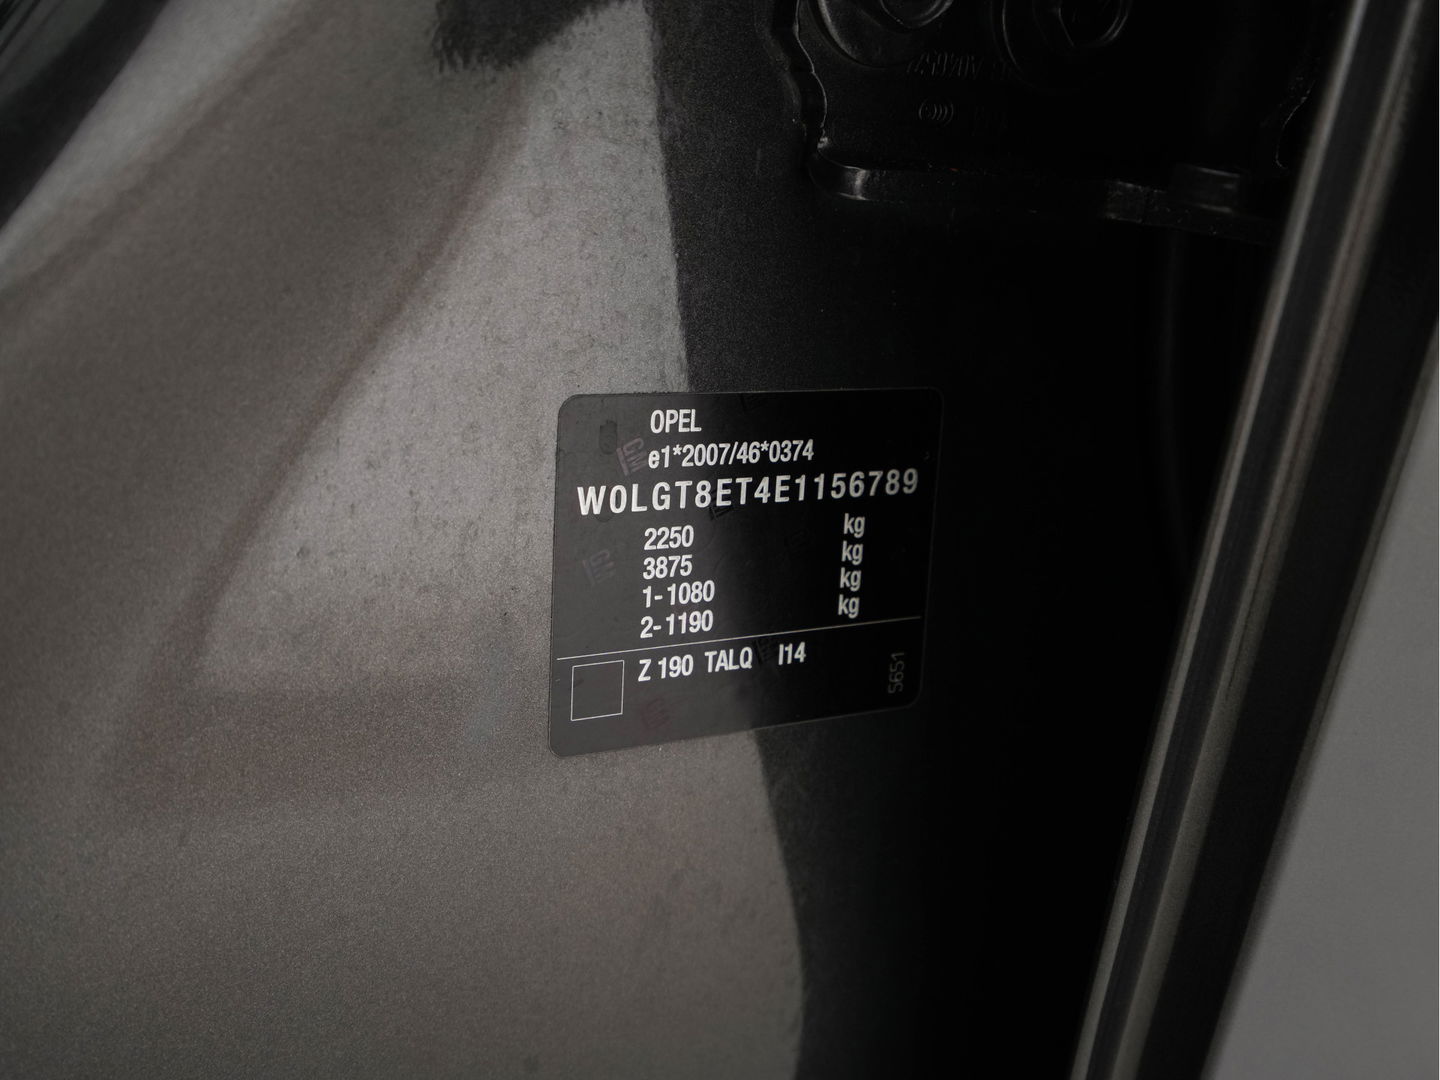 OPEL
e1*2007/46*0374
W0LGT8ET4E1156789
2250 kg
3875 kg
1-1080 kg
2-1190 kg
Z 190 TALQ I14
5651